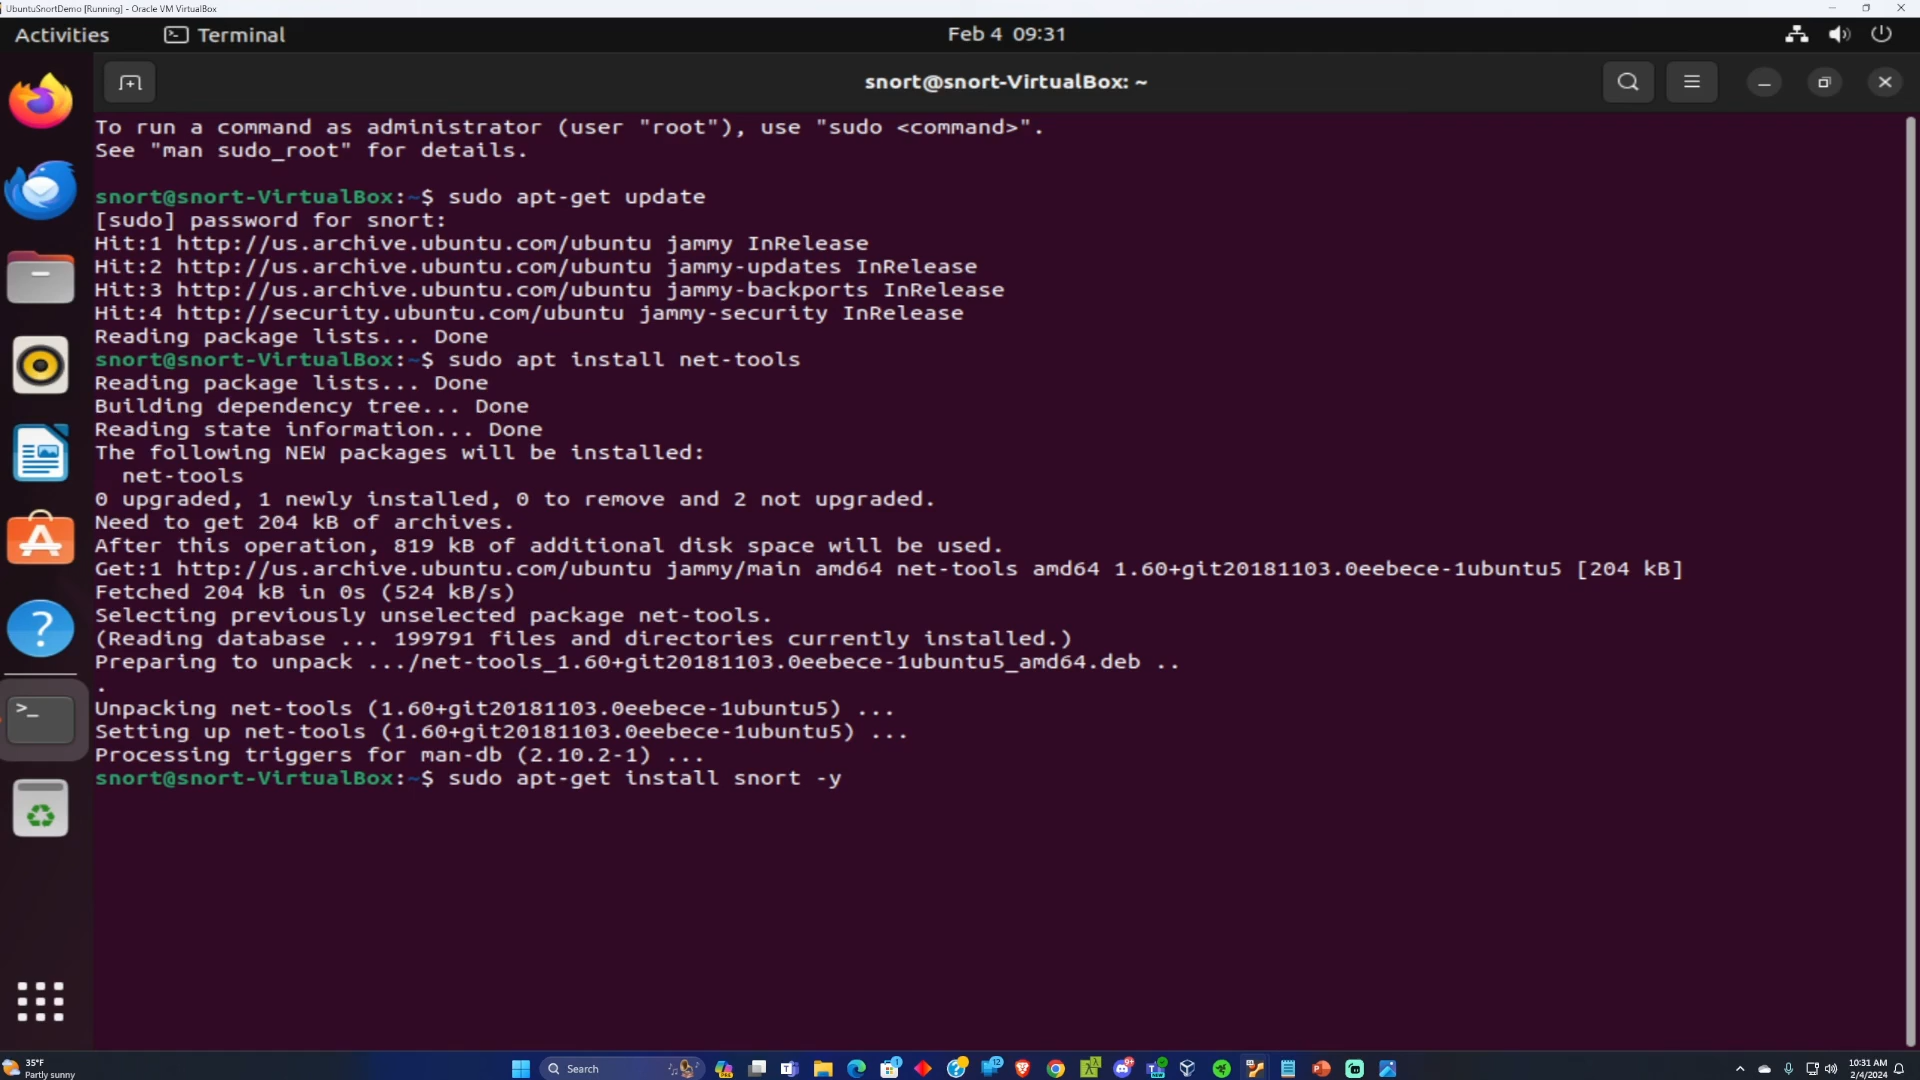 UbuntuSnortDemo [Running] - Oracle VM VirtualBox
Activities
Terminal
Feb 4 09:31
snort@snort-VirtualBox: ~
To run a command as administrator (user "root"), use "sudo <command>".
See "man sudo_root" for details.
snort@snort-VirtualBox:~$ sudo apt-get update
[sudo] password for snort:
Hit:1 http://us.archive.ubuntu.com/ubuntu jammy InRelease
Hit:2 http://us.archive.ubuntu.com/ubuntu jammy-updates InRelease
Hit:3 http://us.archive.ubuntu.com/ubuntu jammy-backports InRelease
Hit:4 http://security.ubuntu.com/ubuntu jammy-security InRelease
Reading package lists... Done
snort@snort-VirtualBox:~$ sudo apt install net-tools
Reading package lists... Done
Building dependency tree... Done
Reading state information... Done
The following NEW packages will be installed:
net-tools
0 upgraded, 1 newly installed, 0 to remove and 2 not upgraded.
Need to get 204 kB of archives.
After this operation, 819 kB of additional disk space will be used.
Get:1 http://us.archive.ubuntu.com/ubuntu jammy/main amd64 net-tools amd64 1.60+git20181103.0eebece-1ubuntu5 [204 kB]
Fetched 204 kB in 0s (524 kB/s)
Selecting previously unselected package net-tools.
(Reading database ... 199791 files and directories currently installed.)
Preparing to unpack .../net-tools_1.60+git20181103.0eebece-1ubuntu5_amd64.deb ..
.
Unpacking net-tools (1.60+git20181103.0eebece-1ubuntu5) ...
Setting up net-tools (1.60+git20181103.0eebece-1ubuntu5) ...
Processing triggers for man-db (2.10.2-1) ...
snort@snort-VirtualBox:~$ sudo apt-get install snort -y
35°F
Partly sunny
Search
10:31 AM
2/4/2024